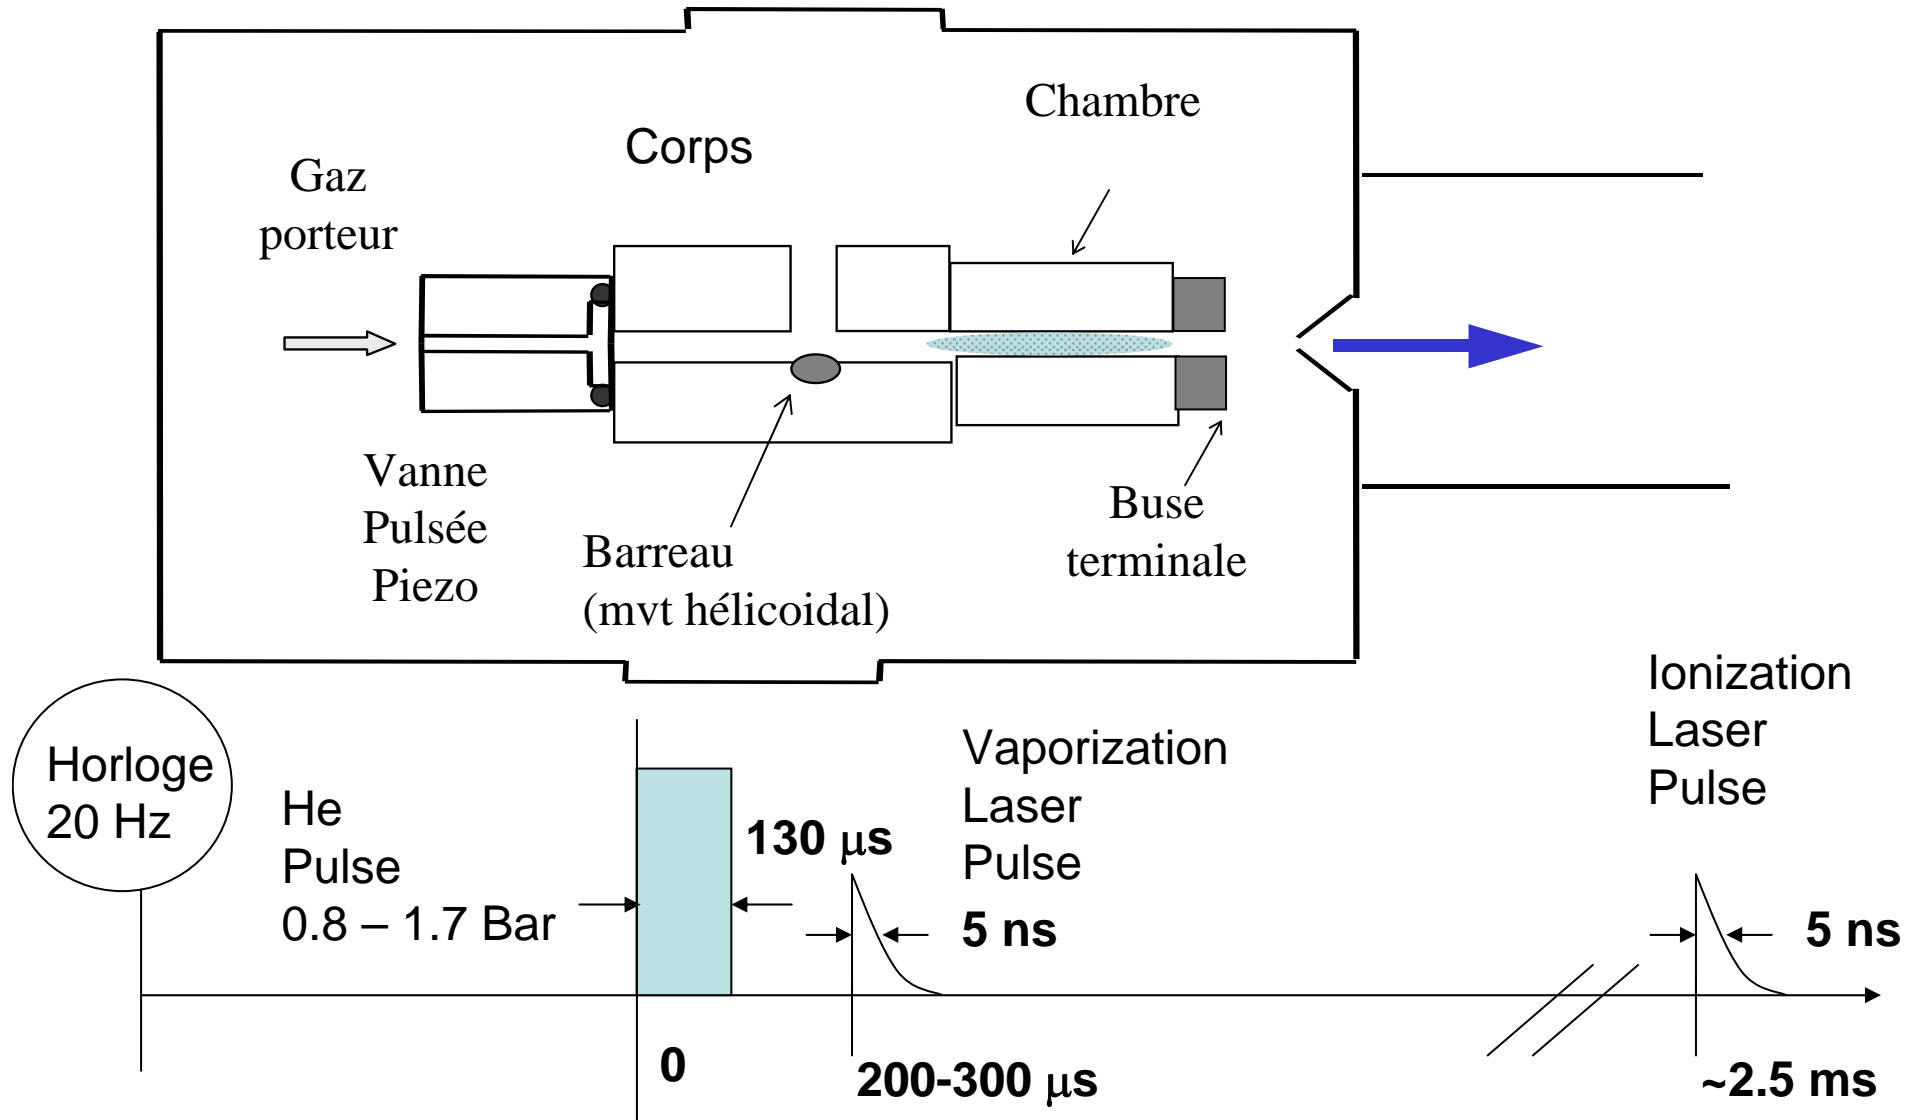 Chambre
Corps
Gaz
porteur
Vanne
Pulsée
Piezo
Barreau
(mvt hélicoidal)
Buse
terminale
Horloge
20 Hz
He
Pulse
0.8 – 1.7 Bar
130 μs
Vaporization
Laser
Pulse
5 ns
Ionization
Laser
Pulse
5 ns
0
200-300 μs
~2.5 ms